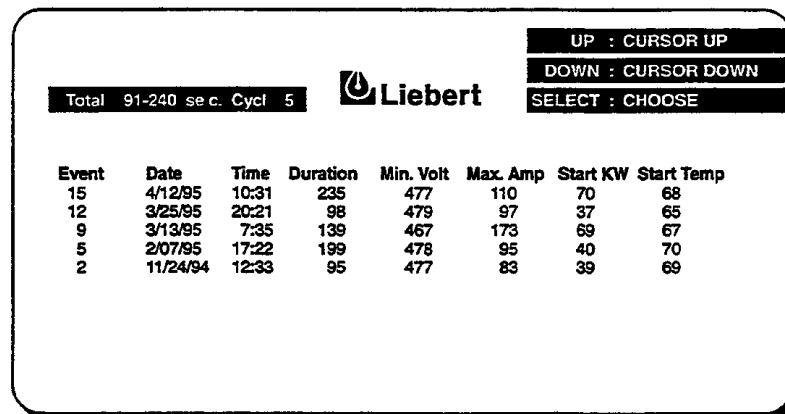 UP : CURSOR UP
DOWN : CURSOR DOWN
Total 91-240 sec. Cycl 5
Liebert
SELECT : CHOOSE
Event Date Time Duration Min. Volt Max. Amp Start KW Start Temp
15 4/12/95 10:31 235 477 110 70 68
12 3/25/95 20:21 98 479 97 37 65
9 3/13/95 7:35 139 467 173 69 67
5 2/07/95 17:22 199 478 95 40 70
2 11/24/94 12:33 95 477 83 39 69